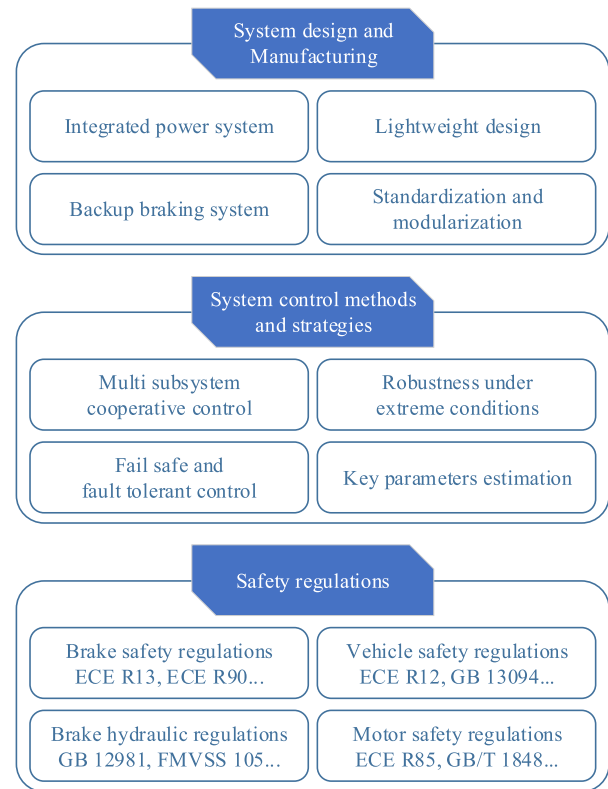 System design and
Manufacturing
Integrated power system
Lightweight design
Backup braking system
Standardization and
modularization
System control methods
and strategies
Multi subsystem
cooperative control
Robustness under
extreme conditions
Fail safe and
fault tolerant control
Key parameters estimation
Safety regulations
Brake safety regulations
ECE R13, ECE R90...
Vehicle safety regulations
ECE R12, GB 13094...
Brake hydraulic regulations
GB 12981, FMVSS 105...
Motor safety regulations
ECE R85, GB/T 1848...